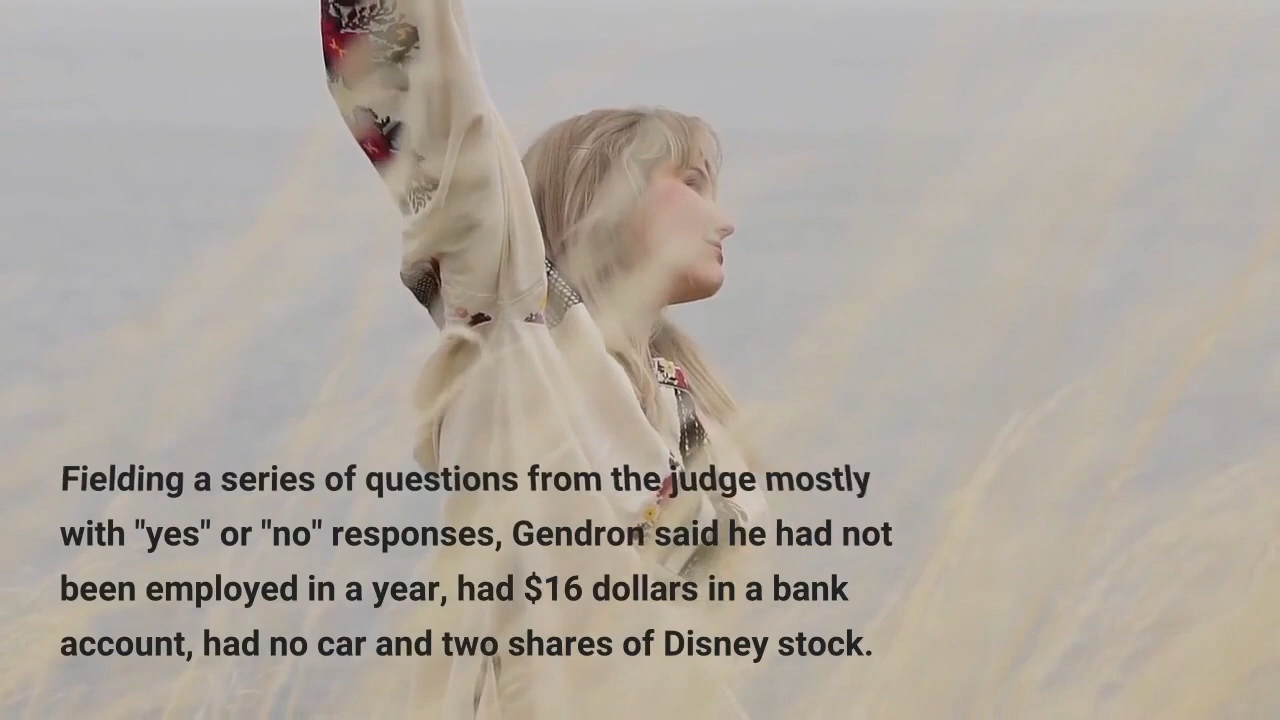 Fielding a series of questions from the judge mostly
with "yes" or "no" responses, Gendron said he had not
been employed in a year, had $16 dollars in a bank
account, had no car and two shares of Disney stock.